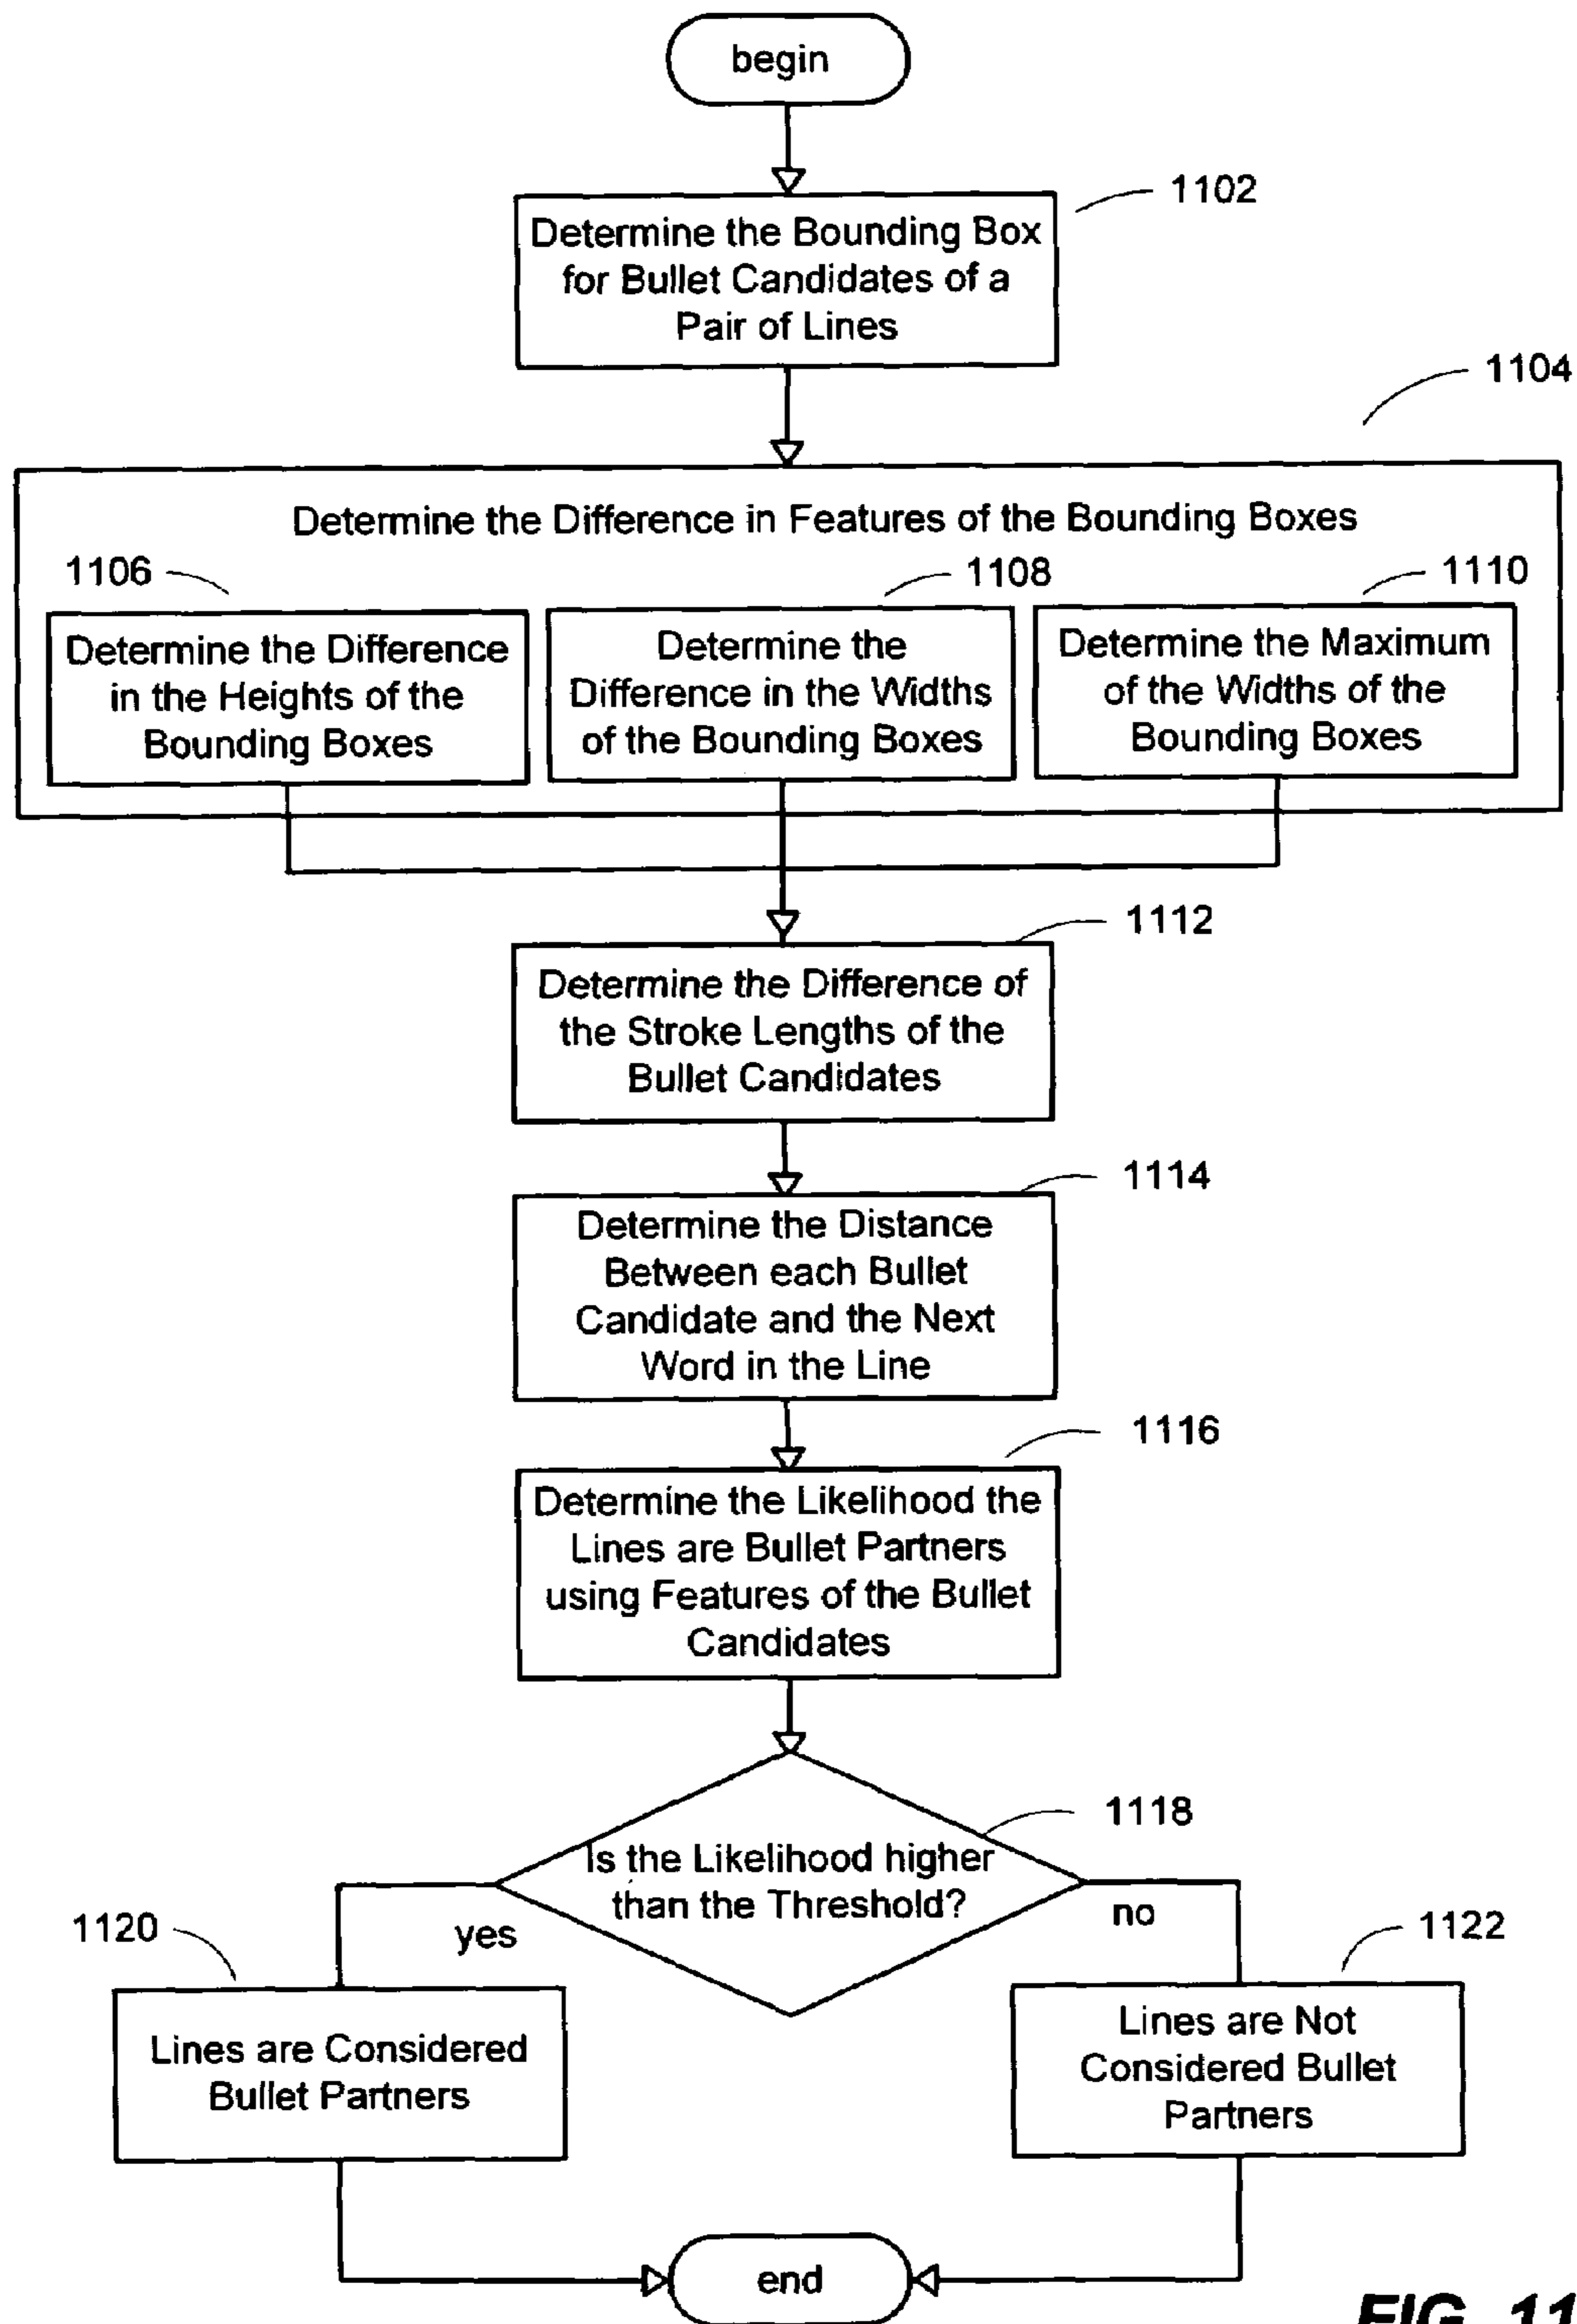 begin
1102
Determine the Bounding Box
for Bullet Candidates of a
Pair of Lines
1104
Determine the Difference in Features of the Bounding Boxes
1106
1108
1110
Determine the Difference
in the Heights of the
Bounding Boxes
Determine the
Difference in the Widths
of the Bounding Boxes
Determine the Maximum
of the Widths of the
Bounding Boxes
1112
Determine the Difference of
the Stroke Lengths of the
Bullet Candidates
1114
Determine the Distance
Between each Bullet
Candidate and the Next
Word in the Line
1116
Determine the Likelihood the
Lines are Bullet Partners
using Features of the Bullet
Candidates
1118
Is the Likelihood higher
than the Threshold?
yes
no
1120
1122
Lines are Considered
Bullet Partners
Lines are Not
Considered Bullet
Partners
end
FIG. 11